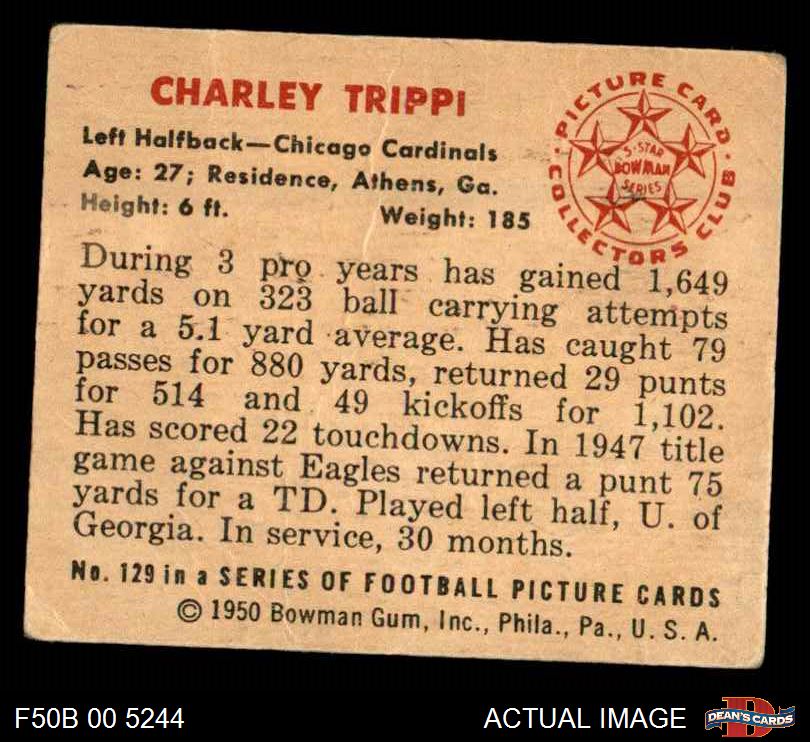 CHARLEY TRIPPI
Left Halfback—Chicago Cardinals
Age: 27; Residence, Athens, Ga.
Height: 6 ft. Weight: 185
PICTURE CARD
COLLECTORS CLUB
5-STAR
BOWMAN
SERIES
During 3 pro years has gained 1,649
yards on 323 ball carrying attempts
for a 5.1 yard average. Has caught 79
passes for 880 yards, returned 29 punts
for 514 and 49 kickoffs for 1,102.
Has scored 22 touchdowns. In 1947 title
game against Eagles returned a punt 75
yards for a TD. Played left half, U. of
Georgia. In service, 30 months.
No. 129 in a SERIES OF FOOTBALL PICTURE CARDS
© 1950 Bowman Gum, Inc., Phila., Pa., U. S. A.
F50B 00 5244 ACTUAL IMAGE
D
DEAN'S CARDS